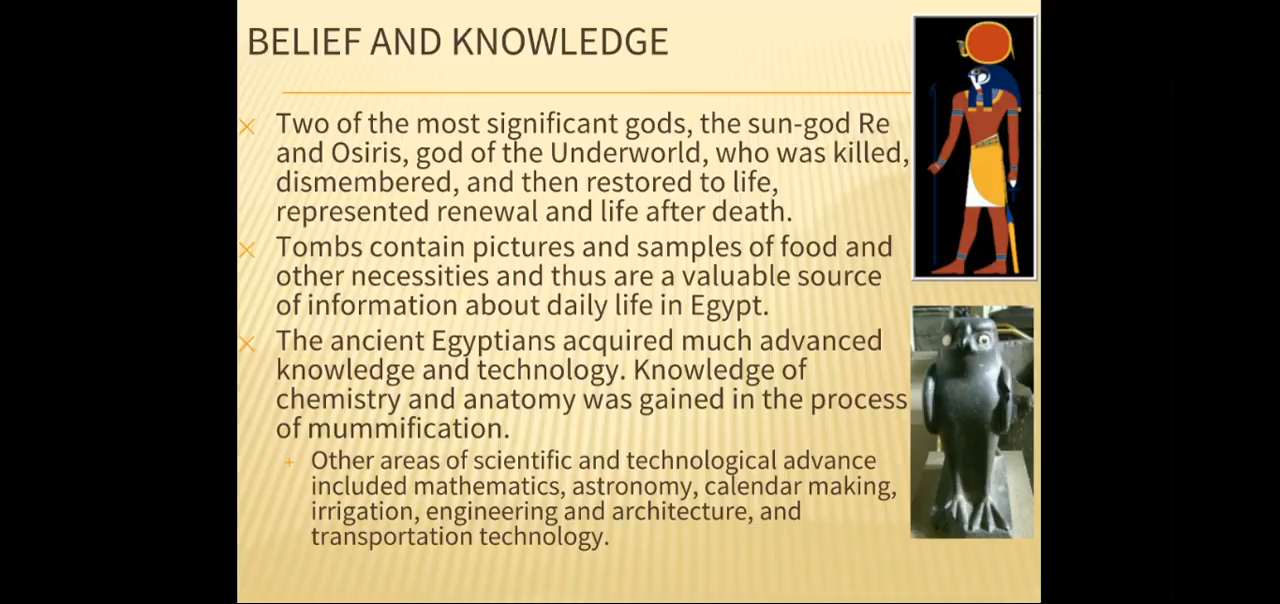 BELIEF AND KNOWLEDGE
Two of the most significant gods, the sun-god Re
and Osiris, god of the Underworld, who was killed,
dismembered, and then restored to life,
represented renewal and life after death.
Tombs contain pictures and samples of food and
other necessities and thus are a valuable source
of information about daily life in Egypt.
The ancient Egyptians acquired much advanced
knowledge and technology. Knowledge of
chemistry and anatomy was gained in the process
of mummification.
Other areas of scientific and technological advance
included mathematics, astronomy, calendar making,
irrigation, engineering and architecture, and
transportation technology.